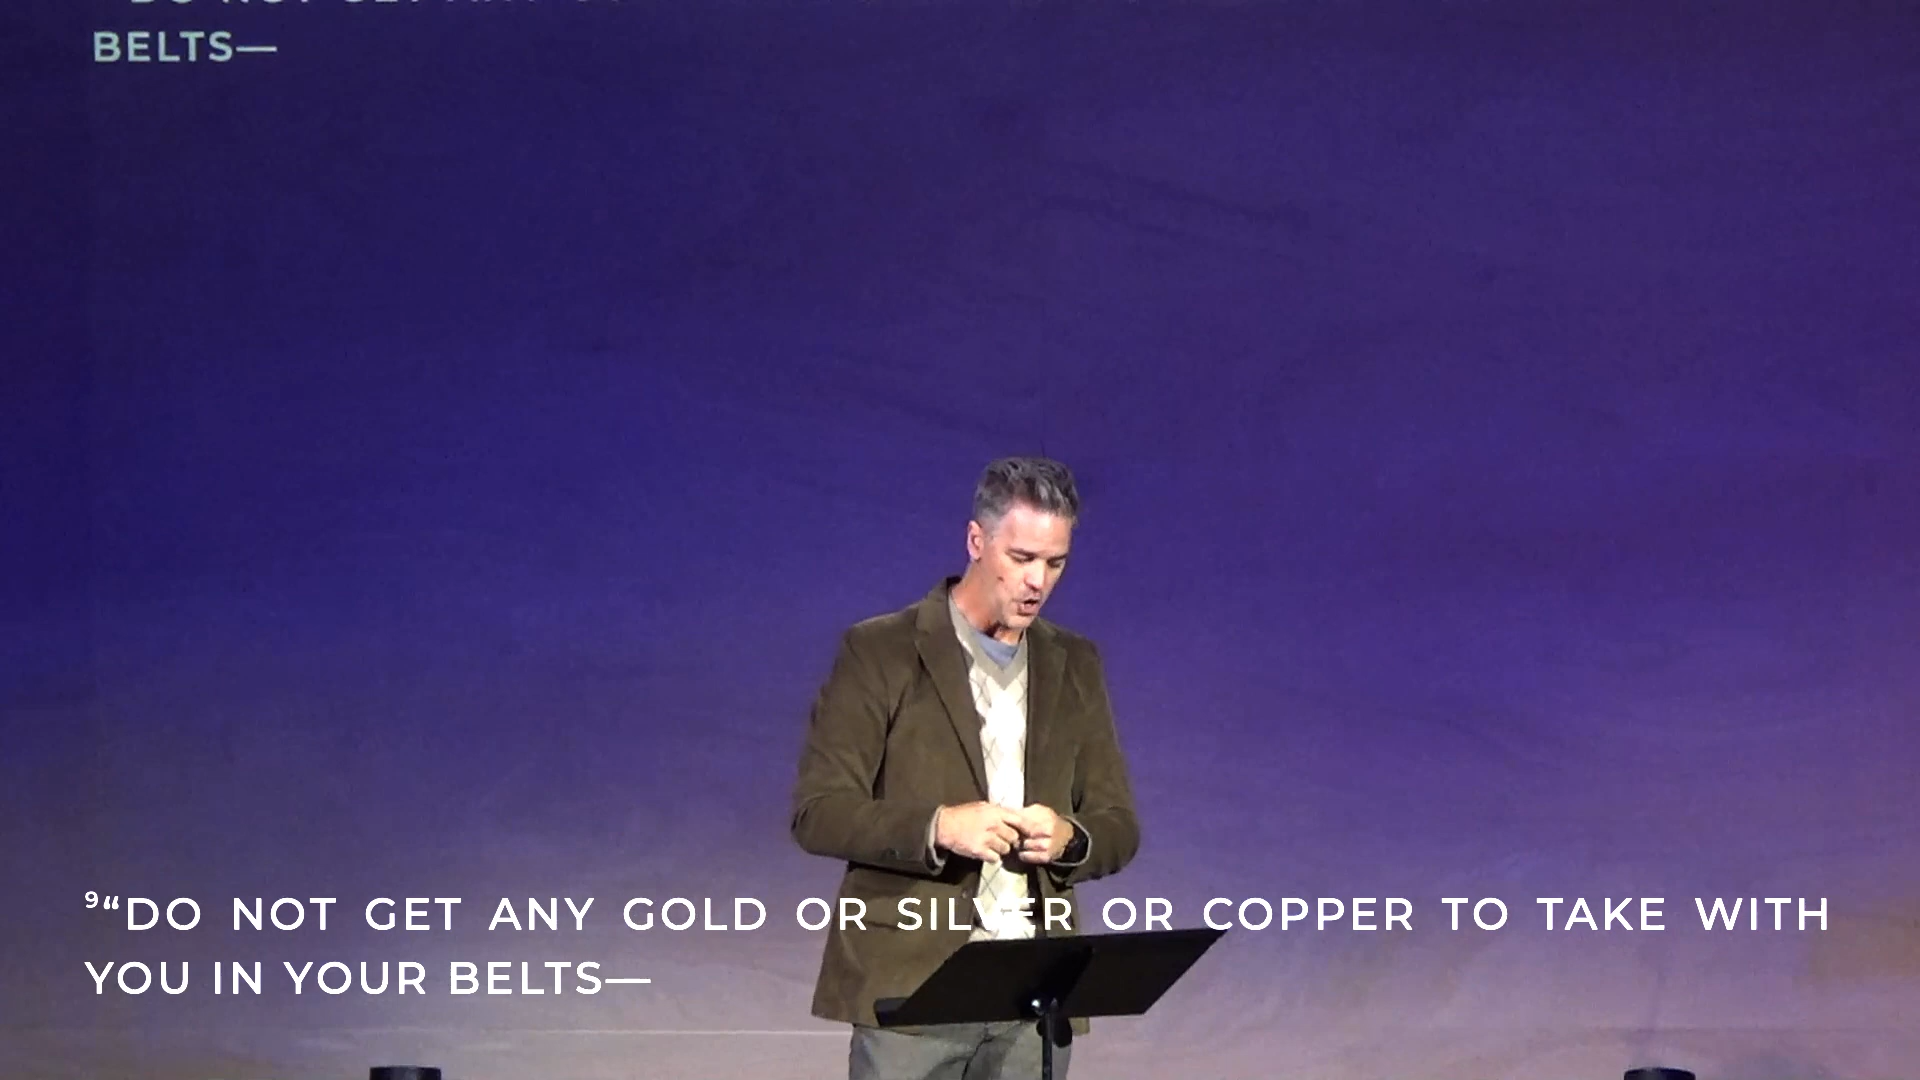 BELTS—
⁹“DO NOT GET ANY GOLD OR SILVER OR COPPER TO TAKE WITH
YOU IN YOUR BELTS—